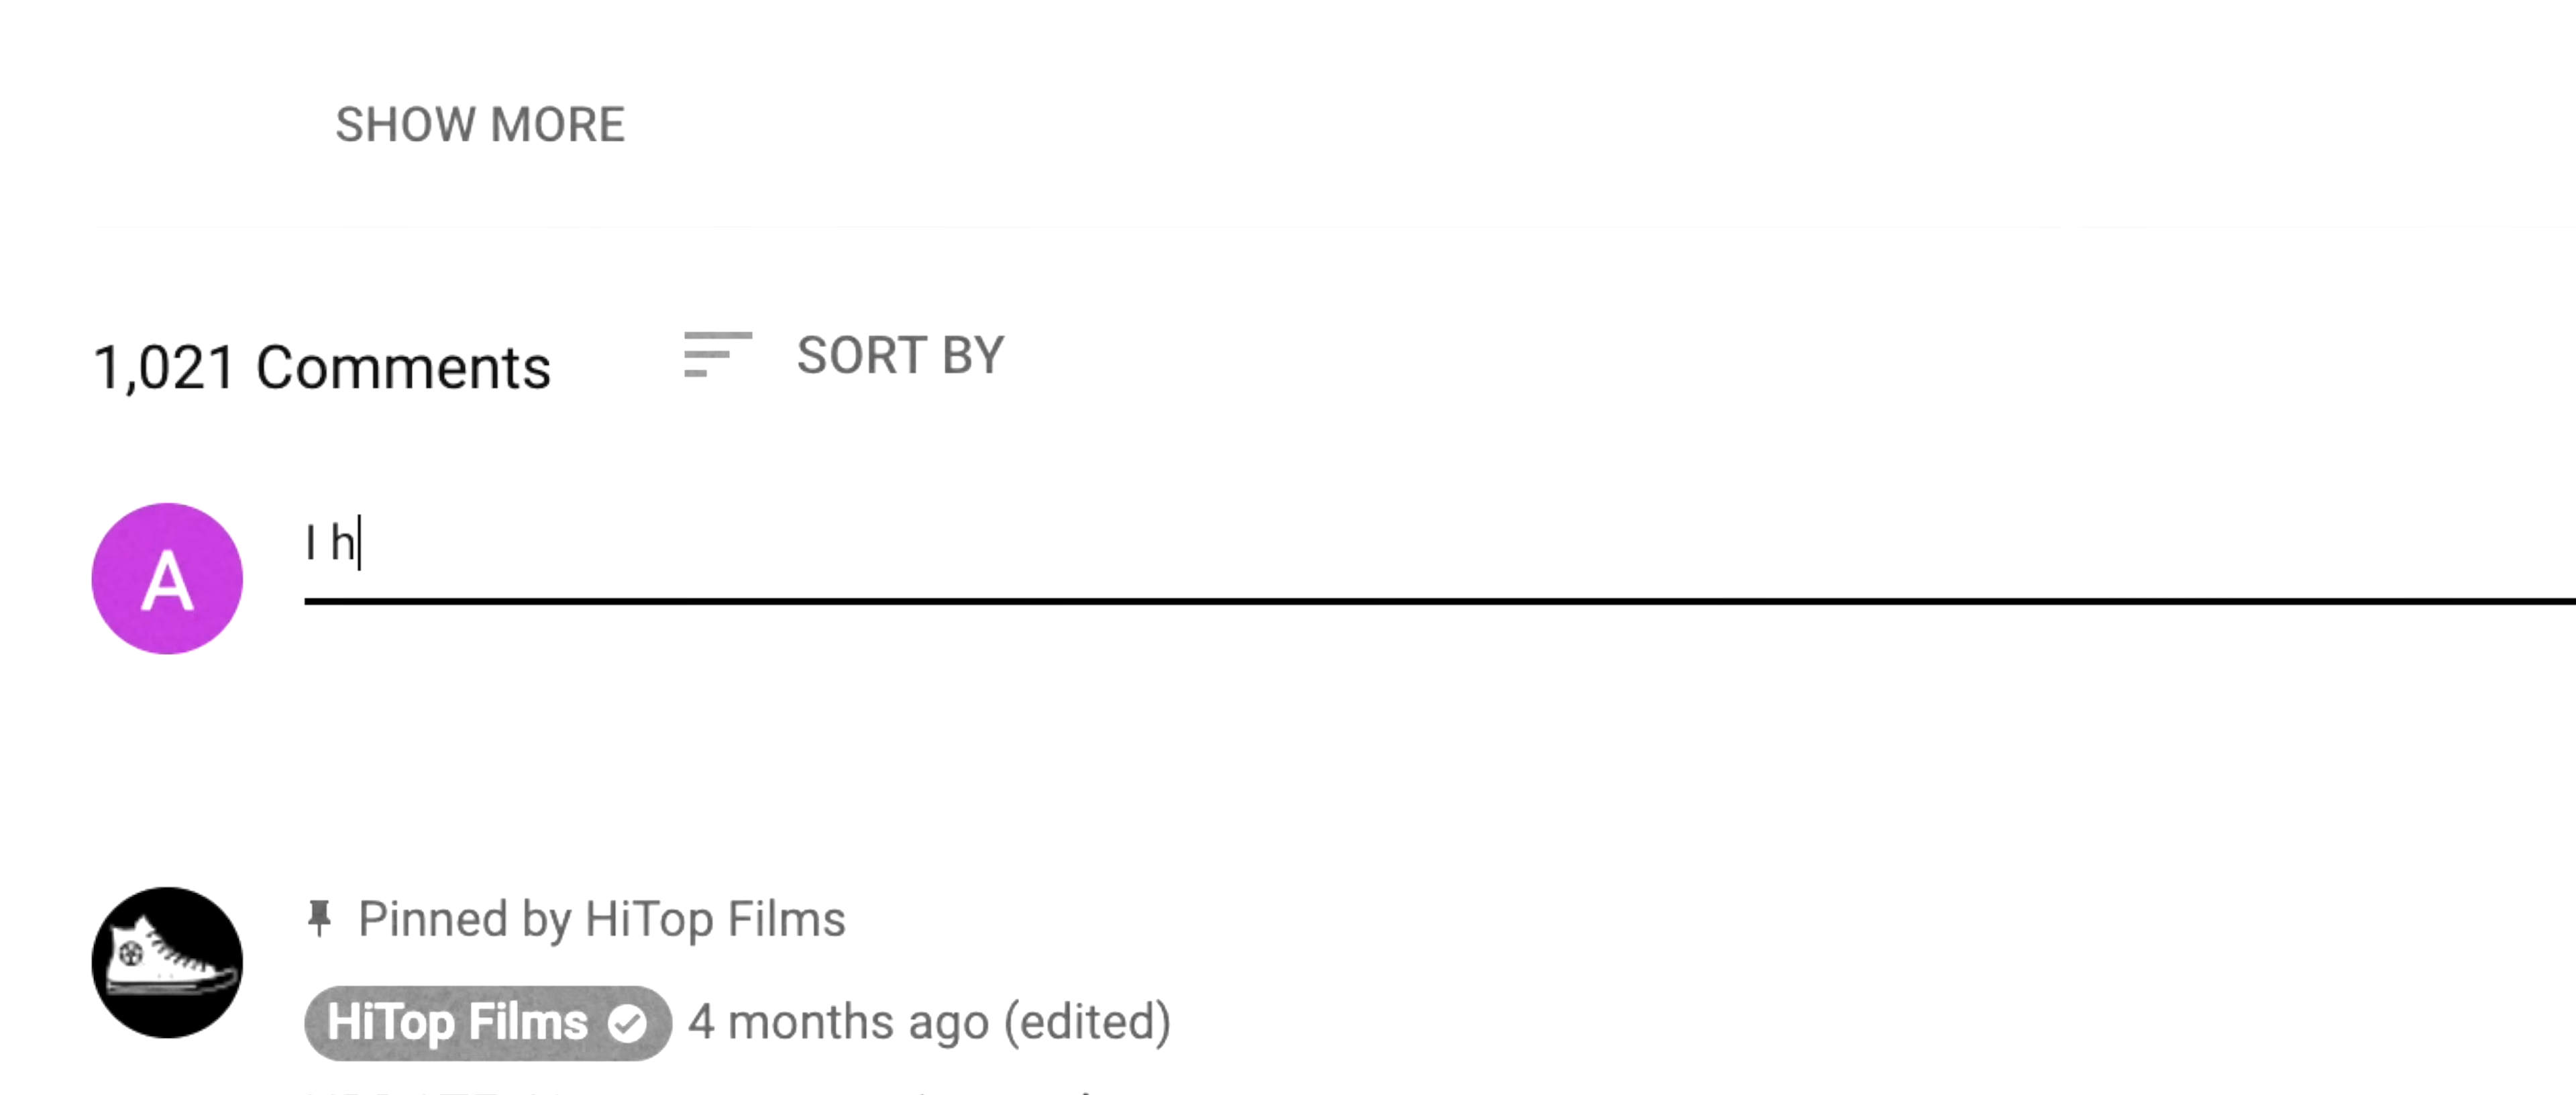 SHOW MORE
1,021 Comments SORT BY
A
I h
Pinned by HiTop Films
HiTop Films 4 months ago (edited)